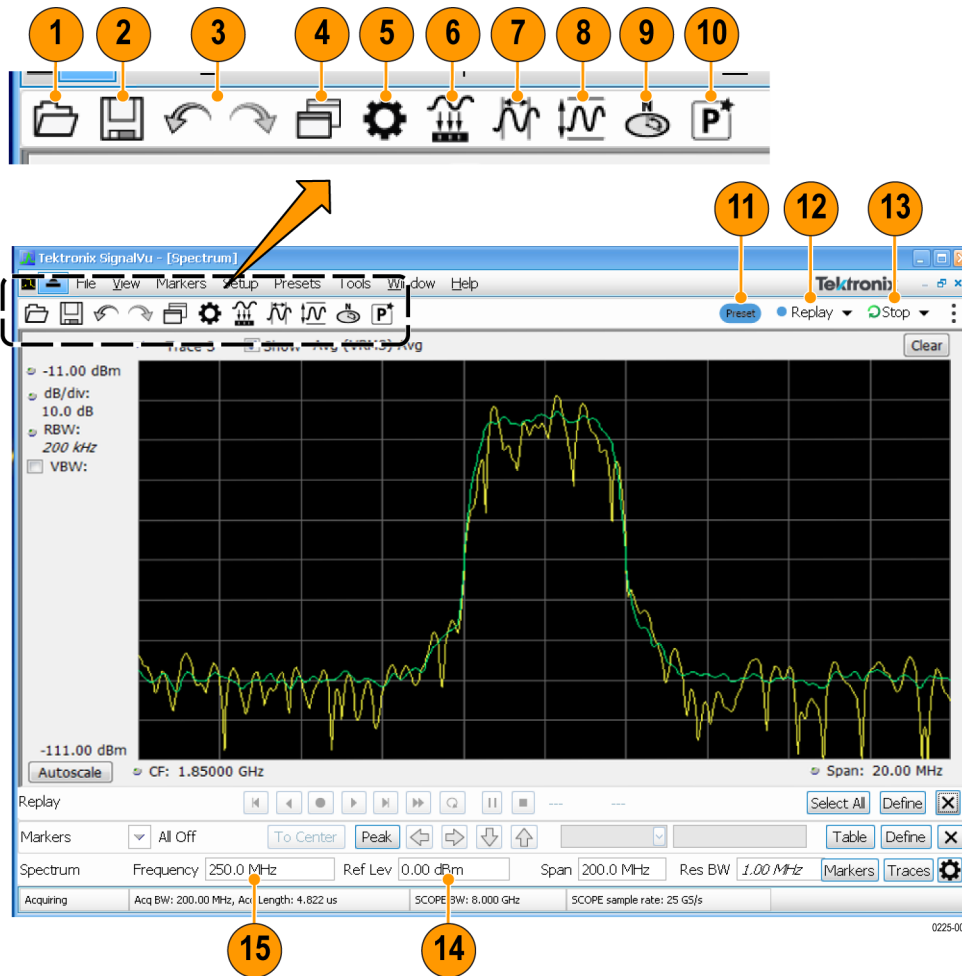 1 2 3 4 5 6 7 8 9 10
N P
11 12 13
Tektronix SignalVu - [Spectrum]
File View Markers Setup Presets Tools Window Help
Tektronix
N P
Preset Replay Stop
Trace 3 Show Avg (VRMS) Avg
Clear
-11.00 dBm
dB/div:
10.0 dB
RBW:
200 kHz
VBW:
-111.00 dBm
Autoscale CF: 1.85000 GHz Span: 20.00 MHz
Replay --- --- Select All Define
Markers All Off To Center Peak Table Define
Spectrum Frequency 250.0 MHz Ref Lev 0.00 dBm Span 200.0 MHz Res BW 1.00 MHz Markers Traces
Acquiring Acq BW: 200.00 MHz, Acq Length: 4.822 us SCOPE BW: 8.000 GHz SCOPE sample rate: 25 GS/s
0225-00
15 14